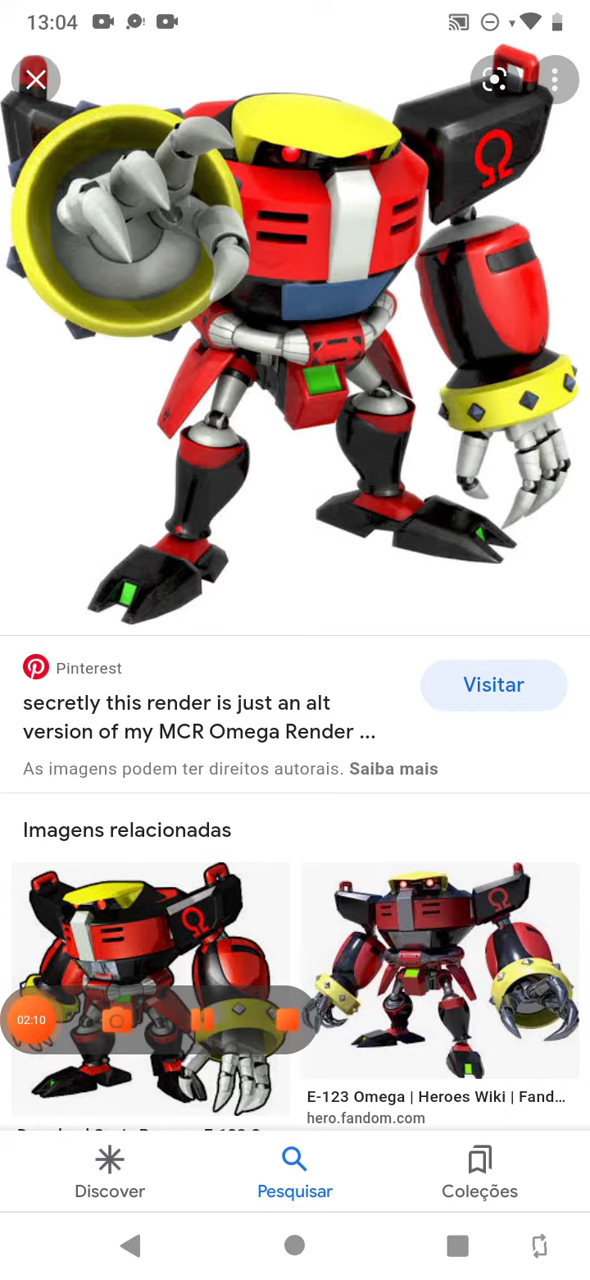 13:04
Ω
Pinterest
Visitar
secretly this render is just an alt
version of my MCR Omega Render ...
As imagens podem ter direitos autorais. Saiba mais
Imagens relacionadas
Ω
Ω
02:10
E-123 Omega | Heroes Wiki | Fand...
hero.fandom.com
Discover
Pesquisar
Coleções